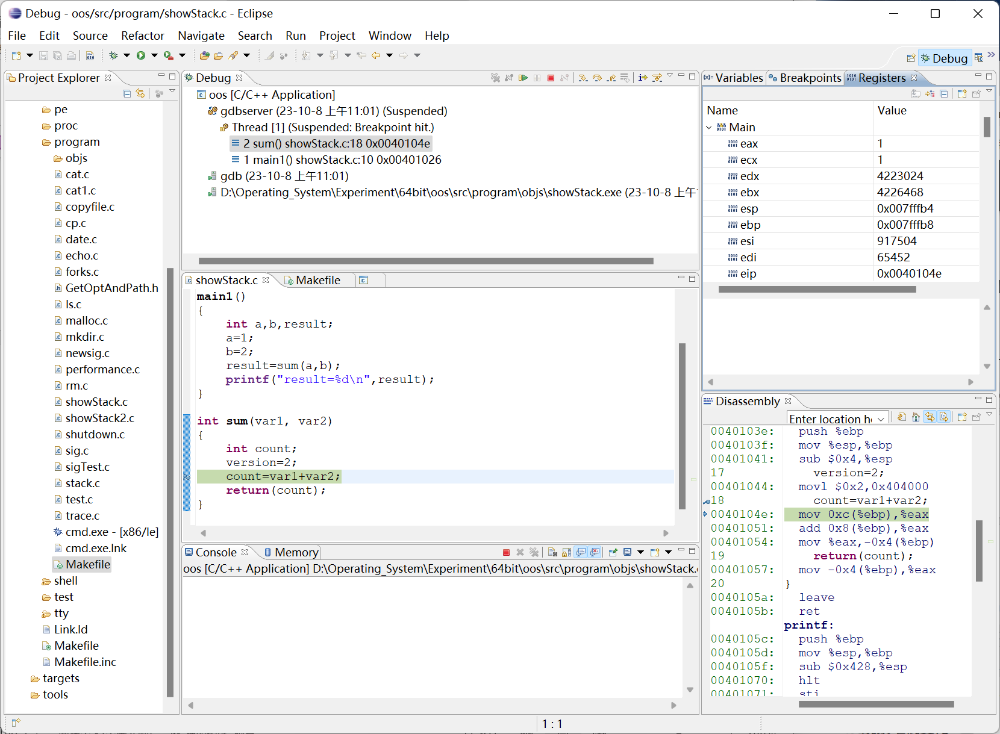 Debug - oos/src/program/showStack.c - Eclipse
File Edit Source Refactor Navigate Search Run Project Window Help
Debug
Project Explorer
pe
proc
program
objs
cat.c
cat1.c
copyfile.c
cp.c
date.c
echo.c
forks.c
GetOptAndPath.h
ls.c
malloc.c
mkdir.c
newsig.c
performance.c
rm.c
showStack.c
showStack2.c
shutdown.c
sig.c
sigTest.c
stack.c
test.c
trace.c
cmd.exe - [x86/le]
cmd.exe.lnk
Makefile
shell
test
tty
Link.ld
Makefile
Makefile.inc
targets
tools
Debug
oos [C/C++ Application]
gdbserver (23-10-8 上午11:01) (Suspended)
Thread [1] (Suspended: Breakpoint hit.)
2 sum() showStack.c:18 0x0040104e
1 main1() showStack.c:10 0x00401026
gdb (23-10-8 上午11:01)
D:\Operating_System\Experiment\64bit\oos\src\program\objs\showStack.exe (23-10-8 上午
showStack.c Makefile
main1()
{
int a,b,result;
a=1;
b=2;
result=sum(a,b);
printf("result=%d\n",result);
}
int sum(var1, var2)
{
int count;
version=2;
count=var1+var2;
return(count);
}
Console Memory
oos [C/C++ Application] D:\Operating_System\Experiment\64bit\oos\src\program\objs\showStack.
Variables Breakpoints Registers
Name Value
Main
eax 1
ecx 1
edx 4223024
ebx 4226468
esp 0x007fffb4
ebp 0x007fffb8
esi 917504
edi 65452
eip 0x0040104e
Disassembly
Enter location h
0040103e: push %ebp
0040103f: mov %esp,%ebp
00401041: sub $0x4,%esp
17 version=2;
00401044: movl $0x2,0x404000
18 count=var1+var2;
0040104e: mov 0xc(%ebp),%eax
00401051: add 0x8(%ebp),%eax
00401054: mov %eax,-0x4(%ebp)
19 return(count);
00401057: mov -0x4(%ebp),%eax
20 }
0040105a: leave
0040105b: ret
printf:
0040105c: push %ebp
0040105d: mov %esp,%ebp
0040105f: sub $0x428,%esp
00401070: hlt
00401071: sti
1 : 1